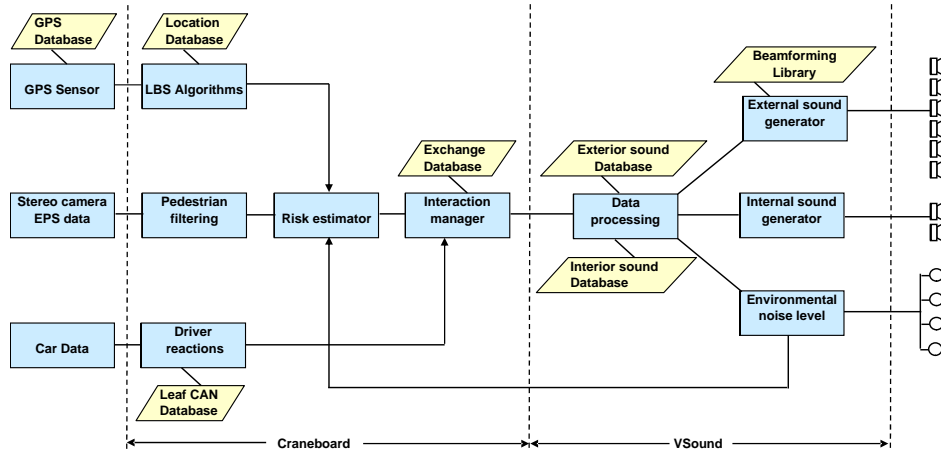 GPS
Database
Location
Database
GPS Sensor
LBS Algorithms
Beamforming
Library
External sound
generator
Exchange
Database
Exterior sound
Database
Stereo camera
EPS data
Pedestrian
filtering
Risk estimator
Interaction
manager
Data
processing
Internal sound
generator
Interior sound
Database
Environmental
noise level
Car Data
Driver
reactions
Leaf CAN
Database
Craneboard
VSound